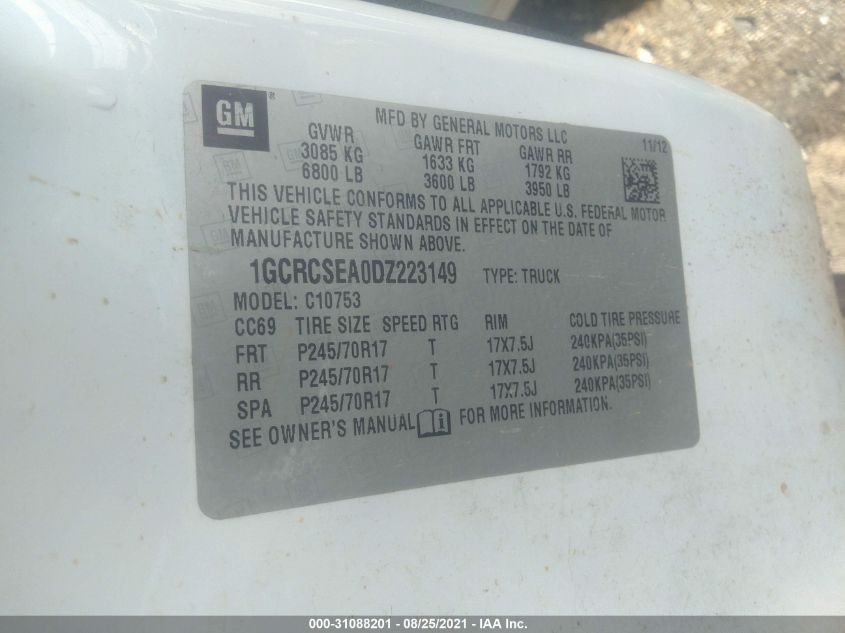 GM
MFD BY GENERAL MOTORS LLC
11/12
GVWR GAWR FRT GAWR RR
3085 KG 1633 KG 1792 KG
6800 LB 3600 LB 3950 LB
THIS VEHICLE CONFORMS TO ALL APPLICABLE U.S. FEDERAL MOTOR
VEHICLE SAFETY STANDARDS IN EFFECT ON THE DATE OF
MANUFACTURE SHOWN ABOVE.
1GCRCSEA0DZ223149 TYPE: TRUCK
MODEL: C10753
CC69 TIRE SIZE SPEED RTG RIM COLD TIRE PRESSURE
FRT P245/70R17 T 17X7.5J 240KPA(35PSI)
RR P245/70R17 T 17X7.5J 240KPA(35PSI)
SPA P245/70R17 T 17X7.5J 240KPA(35PSI)
SEE OWNER'S MANUAL FOR MORE INFORMATION.
000-31088201 - 08/25/2021 - IAA Inc.